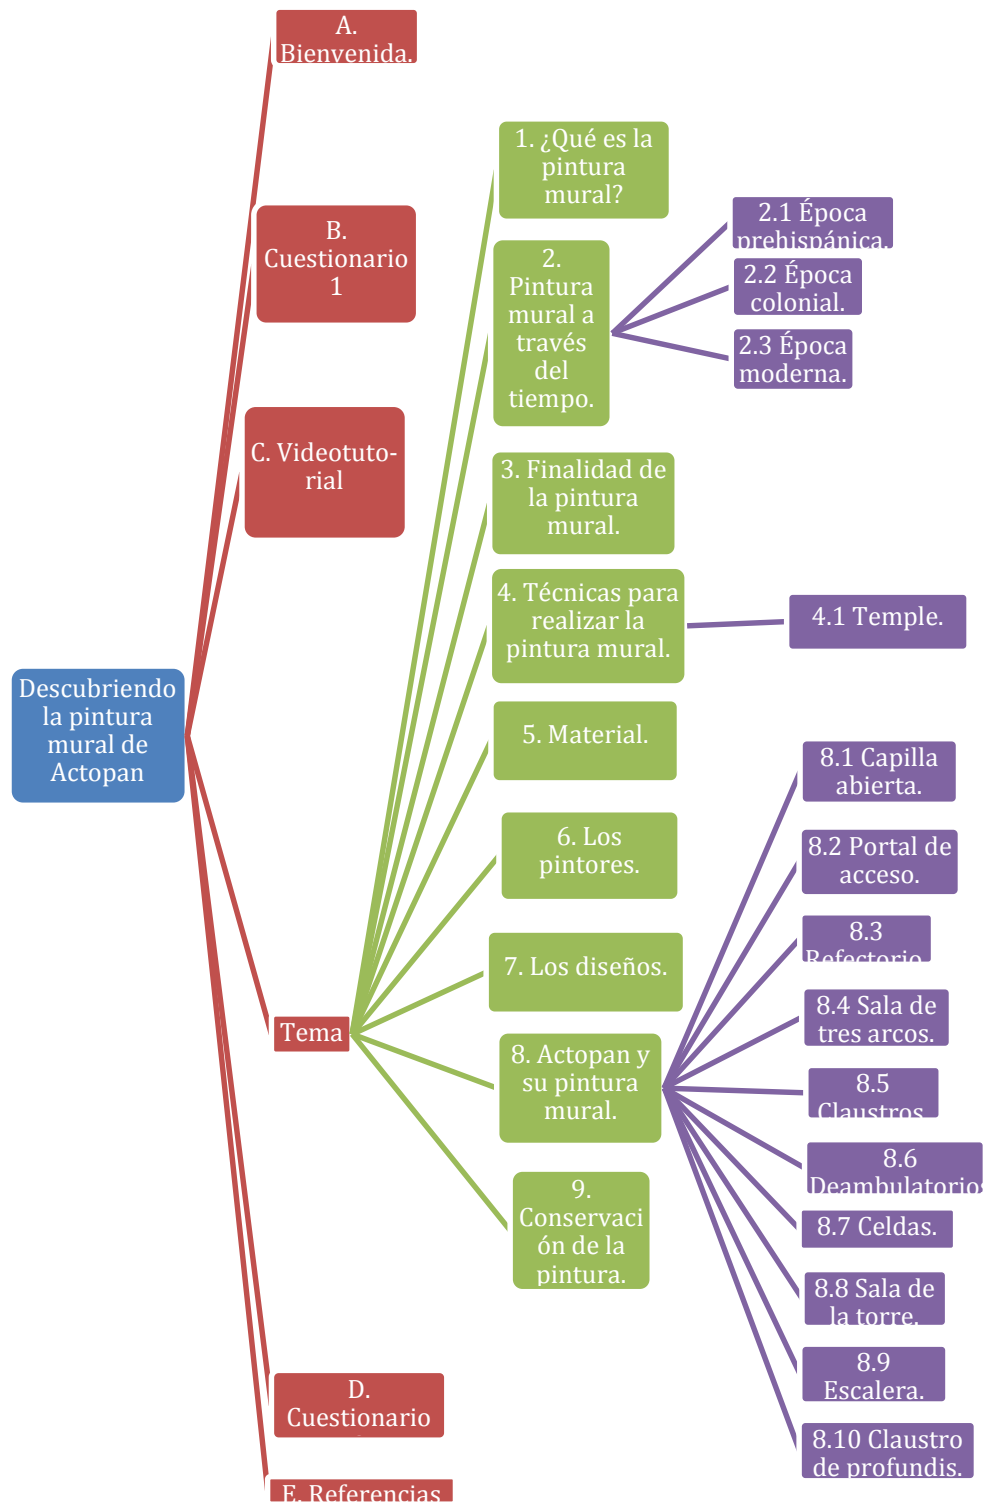 A.
Bienvenida.
B.
Cuestionario
1
C. Videotuto-
rial
Descubriendo
la pintura
mural de
Actopan
Tema
D.
Cuestionario
E. Referencias
1. ¿Qué es la
pintura
mural?
2.
Pintura
mural a
través
del
tiempo.
2.1 Época
prehispánica.
2.2 Época
colonial.
2.3 Época
moderna.
3. Finalidad de
la pintura
mural.
4. Técnicas para
realizar la
pintura mural.
4.1 Temple.
5. Material.
6. Los
pintores.
7. Los diseños.
8. Actopan y
su pintura
mural.
8.1 Capilla
abierta.
8.2 Portal de
acceso.
8.3
Refectorio.
8.4 Sala de
tres arcos.
8.5
Claustros.
8.6
Deambulatorios
8.7 Celdas.
8.8 Sala de
la torre.
8.9
Escalera.
8.10 Claustro
de profundis.
9.
Conservaci
ón de la
pintura.